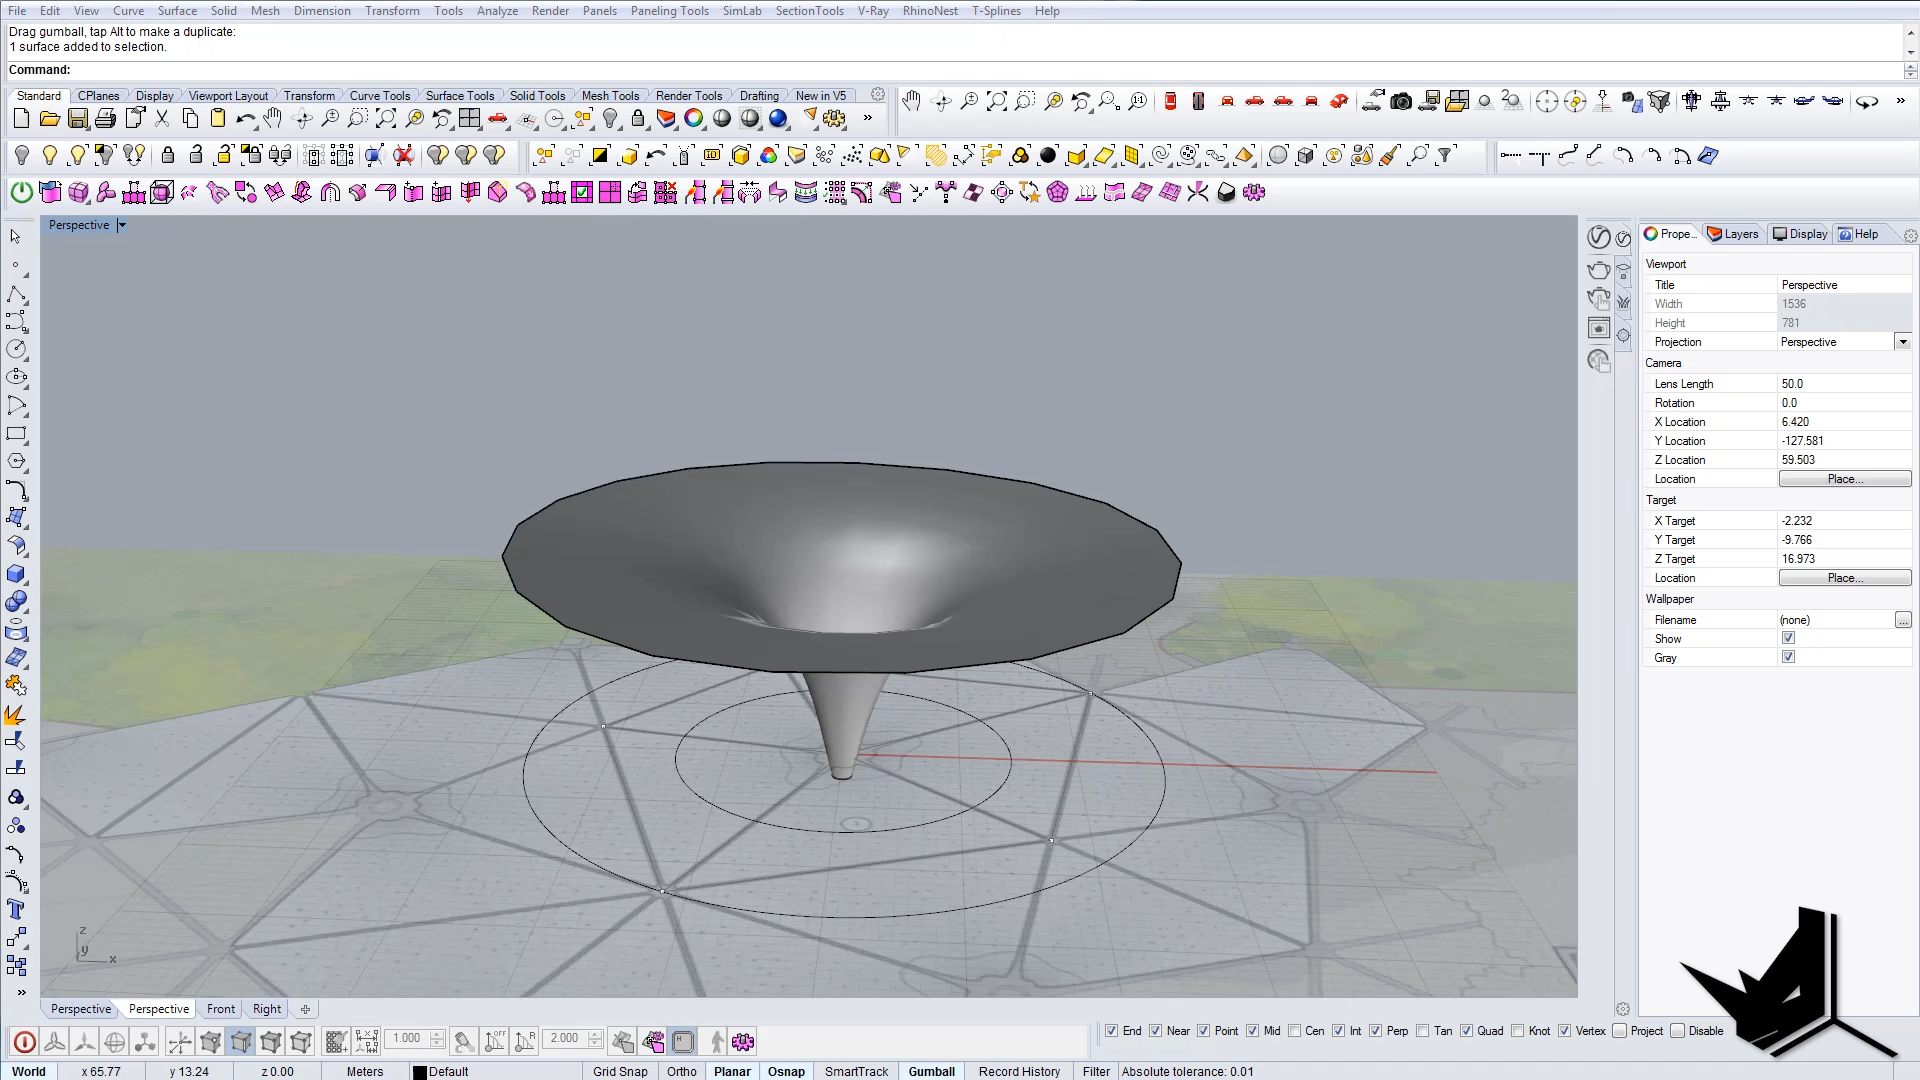 File Edit View Curve Surface Solid Mesh Dimension Transform Tools Analyze Render Panels Paneling Tools SimLab SectionTools V-Ray RhinoNest T-Splines Help
Drag gumball, tap Alt to make a duplicate:
1 surface added to selection.
Command:
Standard CPlanes Display Viewport Layout Transform Curve Tools Surface Tools Solid Tools Mesh Tools Render Tools Drafting New in V5
Perspective
Prope... Layers Display Help
Viewport
Title Perspective
Width 1536
Height 781
Projection Perspective
Camera
Lens Length 50.0
Rotation 0.0
X Location 6.420
Y Location -127.581
Z Location 59.503
Location Place...
Target
X Target -2.232
Y Target -9.766
Z Target 16.973
Location Place...
Wallpaper
Filename (none) ...
Show
Gray
z
y
x
Perspective Perspective Front Right
1.000 OFF R 2.000 H
End Near Point Mid Cen Int Perp Tan Quad Knot Vertex Project Disable
World x 65.77 y 13.24 z 0.00 Meters Default Grid Snap Ortho Planar Osnap SmartTrack Gumball Record History Filter Absolute tolerance: 0.01